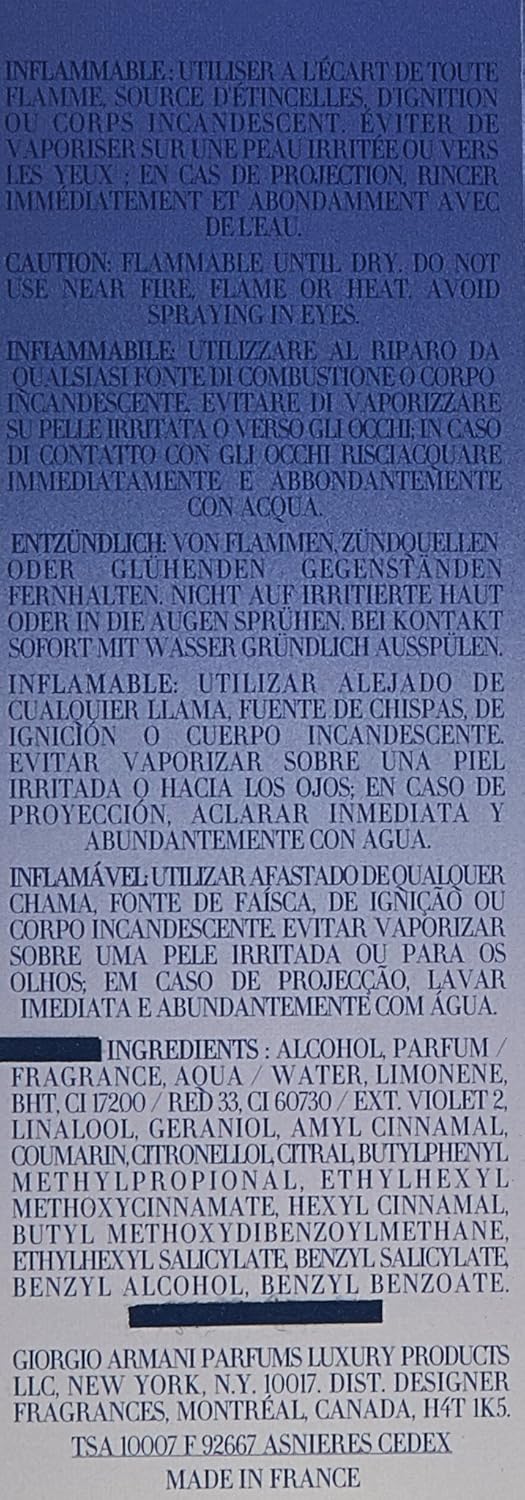 INFLAMMABLE : UTILISER A L'ÉCART DE TOUTE
FLAMME, SOURCE D'ÉTINCELLES, D'IGNITION
OU CORPS INCANDESCENT. ÉVITER DE
VAPORISER SUR UNE PEAU IRRITÉE OU VERS
LES YEUX ; EN CAS DE PROJECTION, RINCER
IMMÉDIATEMENT ET ABONDAMMENT AVEC
DE L'EAU.
CAUTION: FLAMMABLE UNTIL DRY. DO NOT
USE NEAR FIRE, FLAME OR HEAT. AVOID
SPRAYING IN EYES.
INFIAMMABILE: UTILIZZARE AL RIPARO DA
QUALSIASI FONTE DI COMBUSTIONE O CORPO
INCANDESCENTE. EVITARE DI VAPORIZZARE
SU PELLE IRRITATA O VERSO GLI OCCHI; IN CASO
DI CONTATTO CON GLI OCCHI RISCIACQUARE
IMMEDIATAMENTE E ABBONDANTEMENTE
CON ACQUA.
ENTZÜNDLICH: VON FLAMMEN, ZÜNDQUELLEN
ODER GLÜHENDEN GEGENSTÄNDEN
FERNHALTEN. NICHT AUF IRRITIERTE HAUT
ODER IN DIE AUGEN SPRÜHEN. BEI KONTAKT
SOFORT MIT WASSER GRÜNDLICH AUSSPÜLEN.
INFLAMABLE: UTILIZAR ALEJADO DE
CUALQUIER LLAMA, FUENTE DE CHISPAS, DE
IGNICIÓN O CUERPO INCANDESCENTE.
EVITAR VAPORIZAR SOBRE UNA PIEL
IRRITADA O HACIA LOS OJOS; EN CASO DE
PROYECCIÓN, ACLARAR INMEDIATA Y
ABUNDANTEMENTE CON AGUA.
INFLAMÁVEL: UTILIZAR AFASTADO DE QUALQUER
CHAMA, FONTE DE FAÍSCA, DE IGNIÇÃO OU
CORPO INCANDESCENTE. EVITAR VAPORIZAR
SOBRE UMA PELE IRRITADA OU PARA OS
OLHOS; EM CASO DE PROJECÇÃO, LAVAR
IMEDIATA E ABUNDANTEMENTE COM ÁGUA.
INGREDIENTS : ALCOHOL, PARFUM /
FRAGRANCE, AQUA / WATER, LIMONENE,
BHT, CI 17200 / RED 33, CI 60730 / EXT. VIOLET 2,
LINALOOL, GERANIOL, AMYL CINNAMAL,
COUMARIN, CITRONELLOL, CITRAL, BUTYLPHENYL
METHYLPROPIONAL, ETHYLHEXYL
METHOXYCINNAMATE, HEXYL CINNAMAL,
BUTYL METHOXYDIBENZOYLMETHANE,
ETHYLHEXYL SALICYLATE, BENZYL SALICYLATE,
BENZYL ALCOHOL, BENZYL BENZOATE.
GIORGIO ARMANI PARFUMS LUXURY PRODUCTS
LLC, NEW YORK, N.Y. 10017. DIST. DESIGNER
FRAGRANCES, MONTRÉAL, CANADA, H4T 1K5.
TSA 10007 F 92667 ASNIERES CEDEX
MADE IN FRANCE